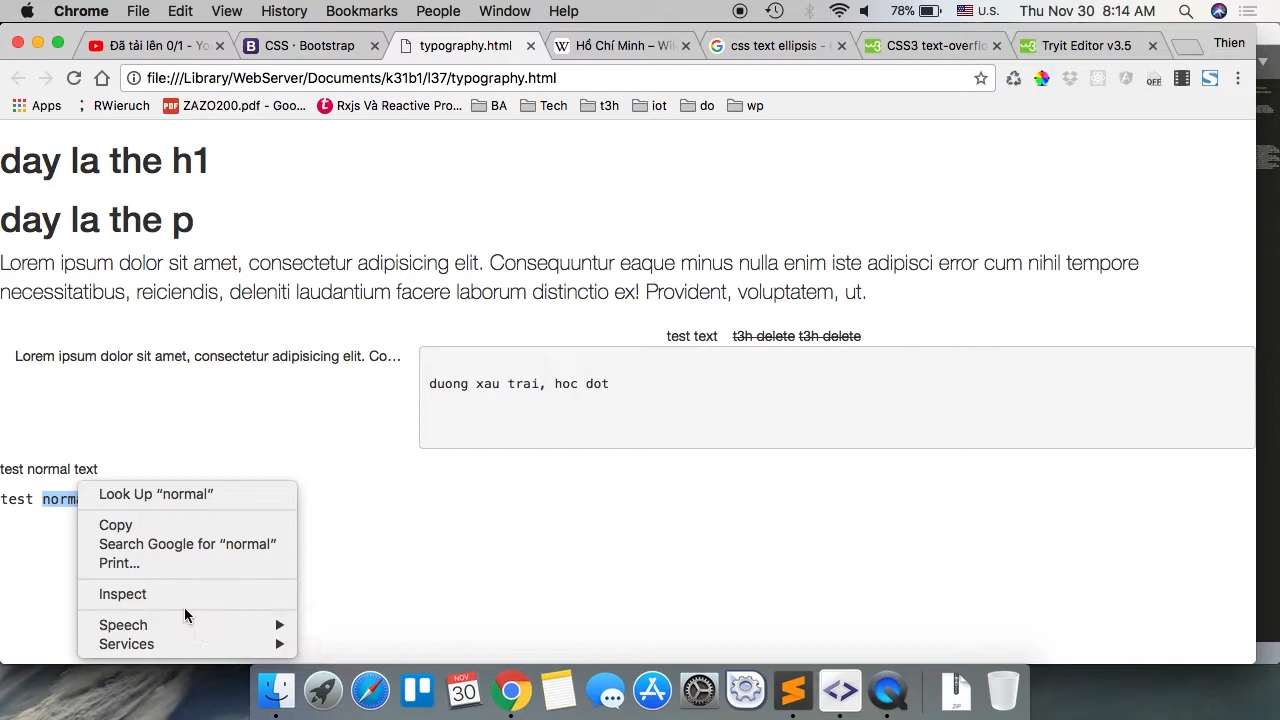 Chrome File Edit View History Bookmarks People Window Help 78% U.S. Thu Nov 30 8:14 AM
Đã tải lên 0/1 - Yo CSS · Bootstrap typography.html Hồ Chí Minh – Wi css text ellipis - CSS3 text-overflo Tryit Editor v3.5 Thien
file:///Library/WebServer/Documents/k31b1/l37/typography.html
OFF
Apps RWieruch PDF ZAZO200.pdf - Goo... Rxjs Và Reactive Pro... BA Tech t3h iot do wp
day la the h1
day la the p
Lorem ipsum dolor sit amet, consectetur adipisicing elit. Consequuntur eaque minus nulla enim iste adipisci error cum nihil tempore
necessitatibus, reiciendis, deleniti laudantium facere laborum distinctio ex! Provident, voluptatem, ut.
test text t3h delete t3h delete
Lorem ipsum dolor sit amet, consectetur adipisicing elit. Co...
duong xau trai, hoc dot
test normal text
test norma
Look Up “normal”
Copy
Search Google for “normal”
Print...
Inspect
Speech
Services
NOV
30
ZIP